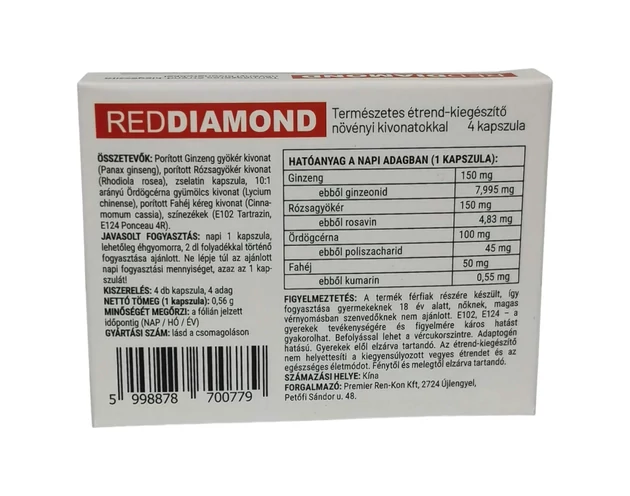 REDDIAMOND
REDDIAMOND
Természetes étrend-kiegészítő
növényi kivonatokkal 4 kapszula
ÖSSZETEVŐK: Porított Ginzeng gyökér kivonat
(Panax ginseng), porított Rózsagyökér kivonat
(Rhodiola rosea), zselatin kapszula, 10:1
arányú Ördögcérna gyümölcs kivonat (Lycium
chinense), porított Fahéj kéreg kivonat (Cinna-
momum cassia), színezékek (E102 Tartrazin,
E124 Ponceau 4R).
JAVASOLT FOGYASZTÁS: napi 1 kapszula,
lehetőleg éhgyomorra, 2 dl folyadékkal történő
fogyasztása ajánlott. Ne lépje túl az ajánlott
napi fogyasztási mennyiséget, azaz az 1 kap-
szulát!
KISZERELÉS: 4 db kapszula, 4 adag
NETTÓ TÖMEG (1 kapszula): 0,56 g
MINŐSÉGÉT MEGŐRZI: a fólián jelzett
időpontig (NAP / HÓ / ÉV)
GYÁRTÁSI SZÁM: lásd a csomagoláson
5 998878 700779
HATÓANYAG A NAPI ADAGBAN (1 KAPSZULA):
Ginzeng 150 mg
ebből ginzeonid 7,995 mg
Rózsagyökér 150 mg
ebből rosavin 4,83 mg
Ördögcérna 100 mg
ebből poliszacharid 45 mg
Fahéj 50 mg
ebből kumarin 0,55 mg
FIGYELMEZTETÉS: A termék férfiak részére készült, így
fogyasztása gyermekeknek 18 év alatt, nőknek, magas
vérnyomásban szenvedőknek nem ajánlott. E102, E124 – a
gyerekek tevékenységére és figyelmére káros hatást
gyakorolhat. Befolyással lehet a vércukorszintre. Adaptogén
hatású. Gyerekek elől elzárva tartandó. Az étrend-kiegészítő
nem helyettesíti a kiegyensúlyozott vegyes étrendet és az
egészséges életmódot. Fénytől és melegtől elzárva tartandó.
SZÁRMAZÁSI HELYE: Kína
FORGALMAZÓ: Premier Ren-Kon Kft, 2724 Újlengyel,
Petőfi Sándor u. 48.